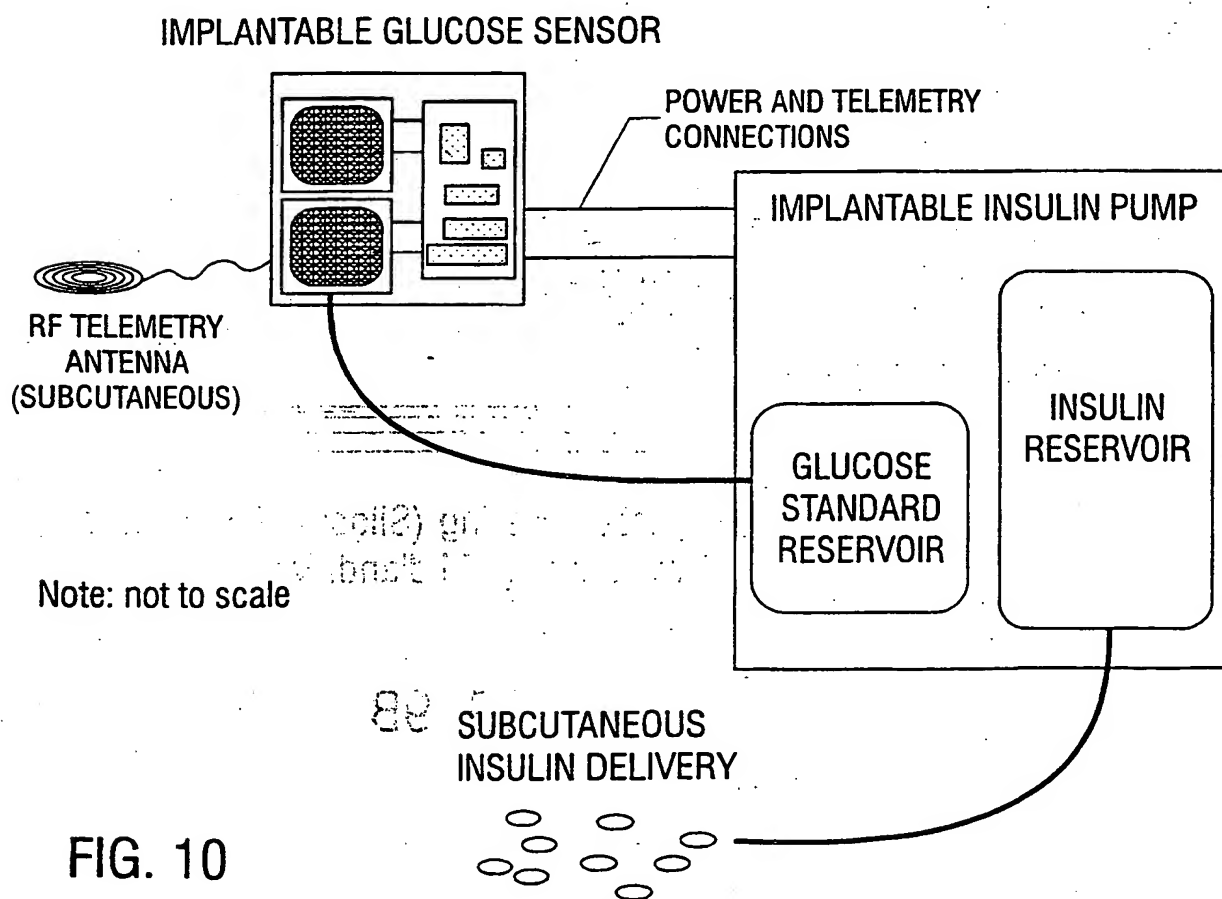 IMPLANTABLE GLUCOSE SENSOR
POWER AND TELEMETRY
CONNECTIONS
IMPLANTABLE INSULIN PUMP
RF TELEMETRY
ANTENNA
(SUBCUTANEOUS)
INSULIN
RESERVOIR
GLUCOSE
STANDARD
RESERVOIR
Note: not to scale
SUBCUTANEOUS
INSULIN DELIVERY
FIG. 10